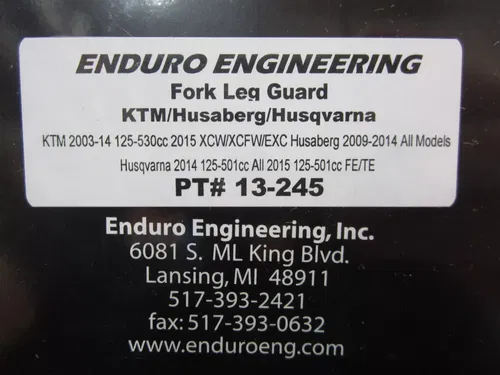 ENDURO ENGINEERING
Fork Leg Guard
KTM/Husaberg/Husqvarna
KTM 2003-14 125-530cc 2015 XCW/XCFW/EXC Husaberg 2009-2014 All Models
Husqvarna 2014 125-501cc All 2015 125-501cc FE/TE
PT# 13-245
Enduro Engineering, Inc.
6081 S. ML King Blvd.
Lansing, MI 48911
517-393-2421
fax: 517-393-0632
www.enduroeng.com